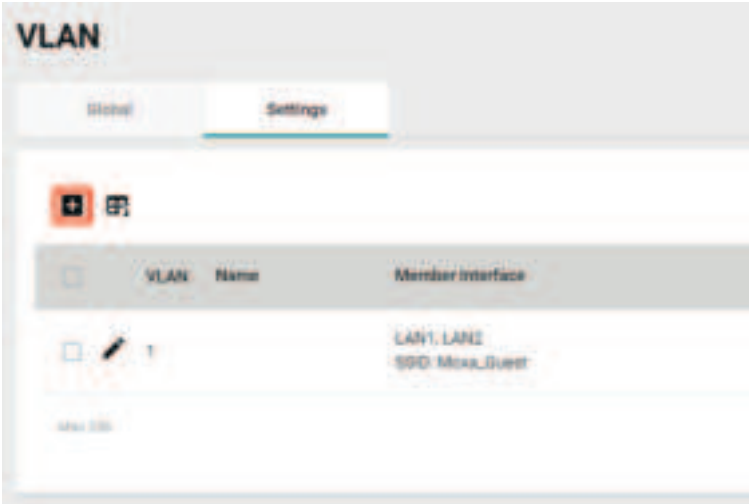 VLAN
Global Settings
VLAN Name Member Interface
1 LAN1, LAN2
SSID: Moxa_Guest